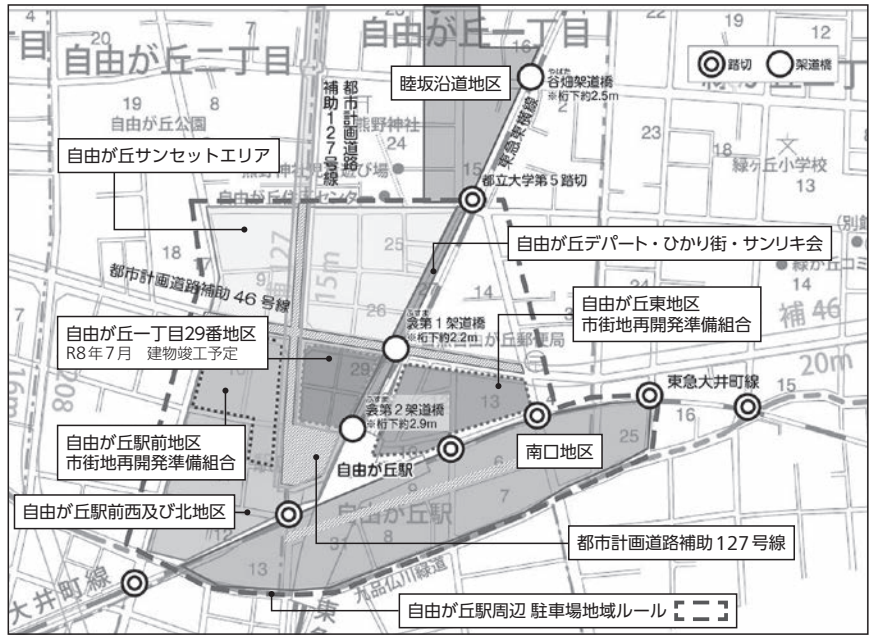 自由が丘二丁目
自由が丘一丁目
踏切
架道橋
睦坂沿道地区
やばた
谷畑架道橋
※桁下約2.5m
東急東横線
都市計画道路
補助127号線
熊野神社
自由が丘公園
緑ヶ丘小学校
自由が丘サンセットエリア
都立大学第5踏切
自由が丘デパート・ひかり街・サンリキ会
都市計画道路補助46号線
自由が丘東地区
市街地再開発準備組合
補46
20m
15m
16m
自由が丘一丁目29番地区
R8年7月 建物竣工予定
ふすま
衾第1架道橋
※桁下約2.2m
ふすま
衾第2架道橋
※桁下約2.9m
東急大井町線
自由が丘駅前地区
市街地再開発準備組合
自由が丘駅
南口地区
自由が丘駅前西及び北地区
自由が丘駅
都市計画道路補助127号線
九品仏川緑道
大井町線
自由が丘駅周辺 駐車場地域ルール